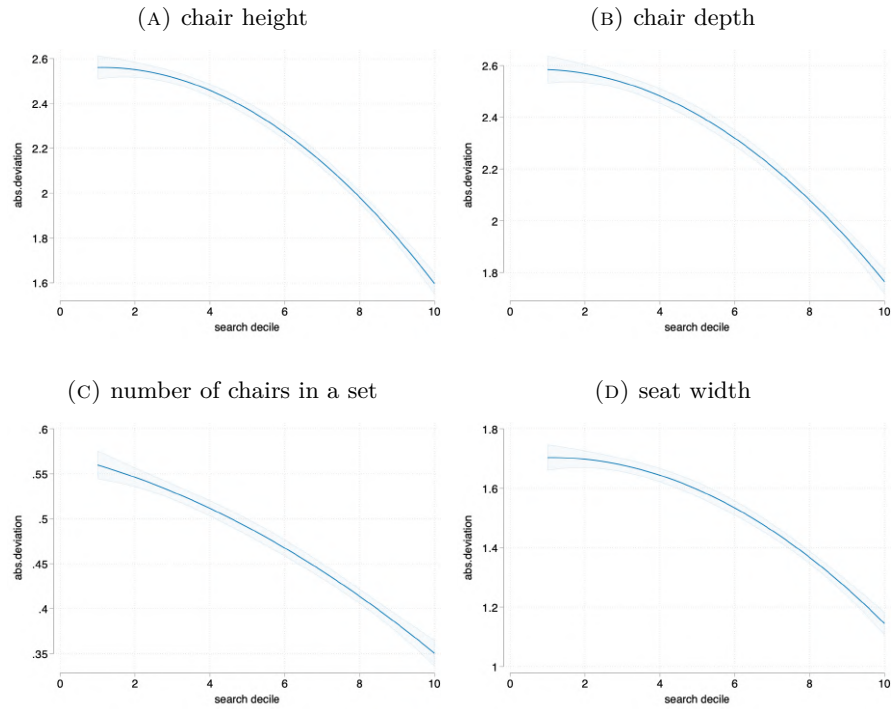 (A) chair height
2.6
2.4
2.2
2
1.8
1.6
abs.deviation
0 2 4 6 8 10
search decile
(B) chair depth
2.6
2.4
2.2
2
1.8
abs.deviation
0 2 4 6 8 10
search decile
(C) number of chairs in a set
.6
.55
.5
.45
.4
.35
abs.deviation
0 2 4 6 8 10
search decile
(D) seat width
1.8
1.6
1.4
1.2
1
abs.deviation
0 2 4 6 8 10
search decile